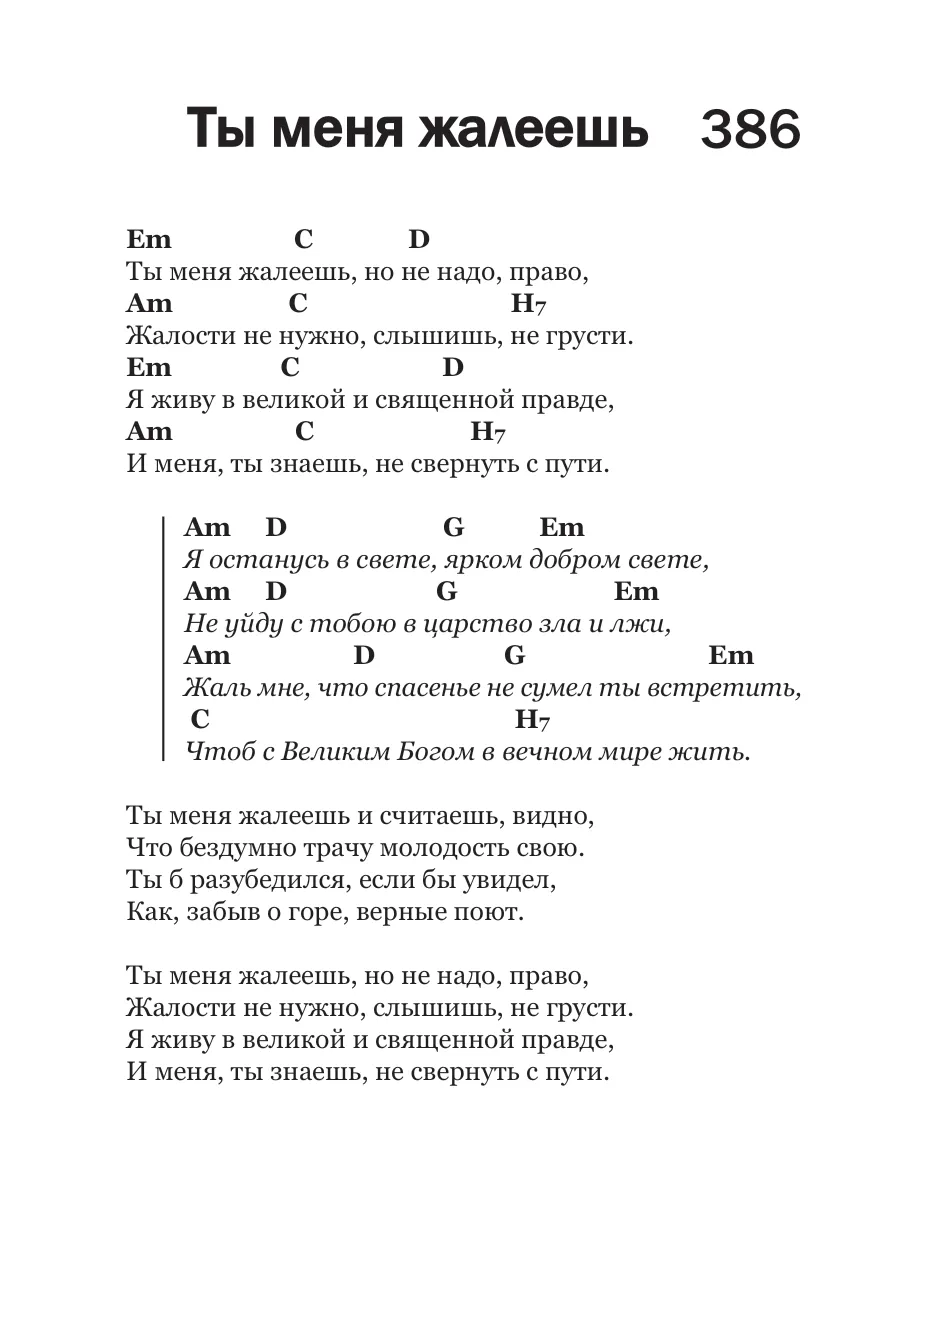 Ты меня жалеешь 386
Em C D
Ты меня жалеешь, но не надо, право,
Am C H7
Жалости не нужно, слышишь, не грусти.
Em C D
Я живу в великой и священной правде,
Am C H7
И меня, ты знаешь, не свернуть с пути.
Am D G Em
Я останусь в свете, ярком добром свете,
Am D G Em
Не уйду с тобою в царство зла и лжи,
Am D G Em
Жаль мне, что спасенье не сумел ты встретить,
C H7
Чтоб с Великим Богом в вечном мире жить.
Ты меня жалеешь и считаешь, видно,
Что бездумно трачу молодость свою.
Ты б разубедился, если бы увидел,
Как, забыв о горе, верные поют.
Ты меня жалеешь, но не надо, право,
Жалости не нужно, слышишь, не грусти.
Я живу в великой и священной правде,
И меня, ты знаешь, не свернуть с пути.